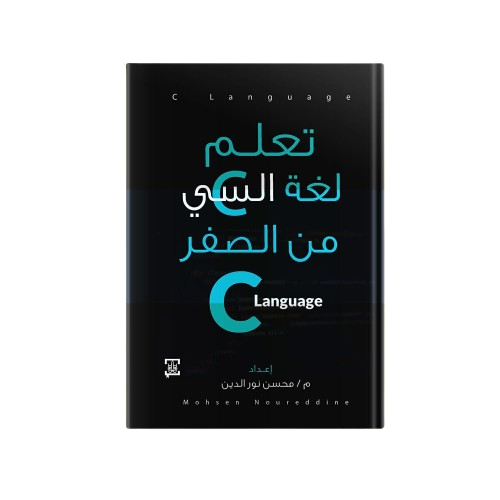 C Language
تعلم
لغة السي
C
من الصفر
C Language
إعداد
م / محسن نور الدين
Mohsen Noureddine